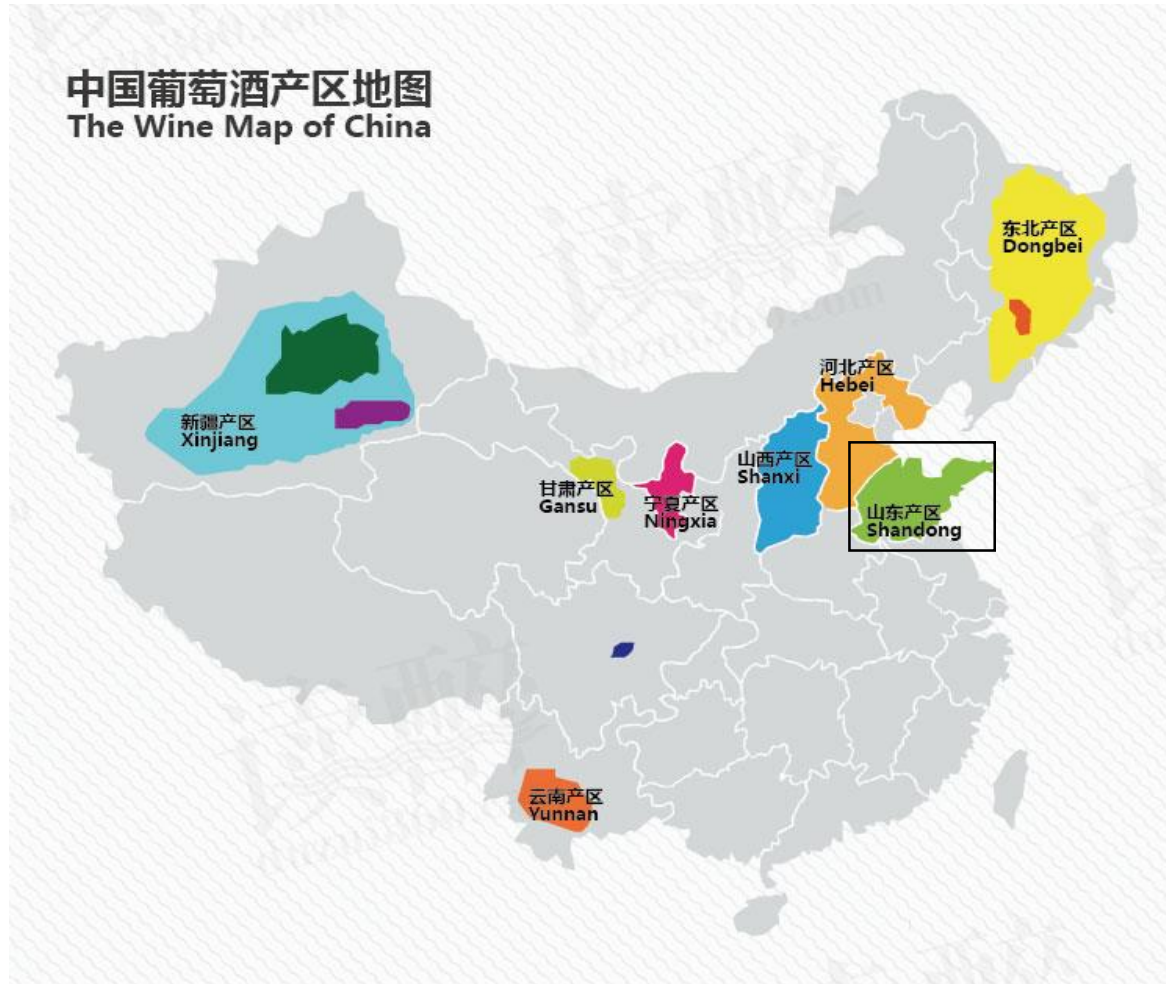 中国葡萄酒产区地图
The Wine Map of China
东北产区
Dongbei
河北产区
Hebei
新疆产区
Xinjiang
山西产区
Shanxi
甘肃产区
Gansu
宁夏产区
Ningxia
山东产区
Shandong
云南产区
Yunnan